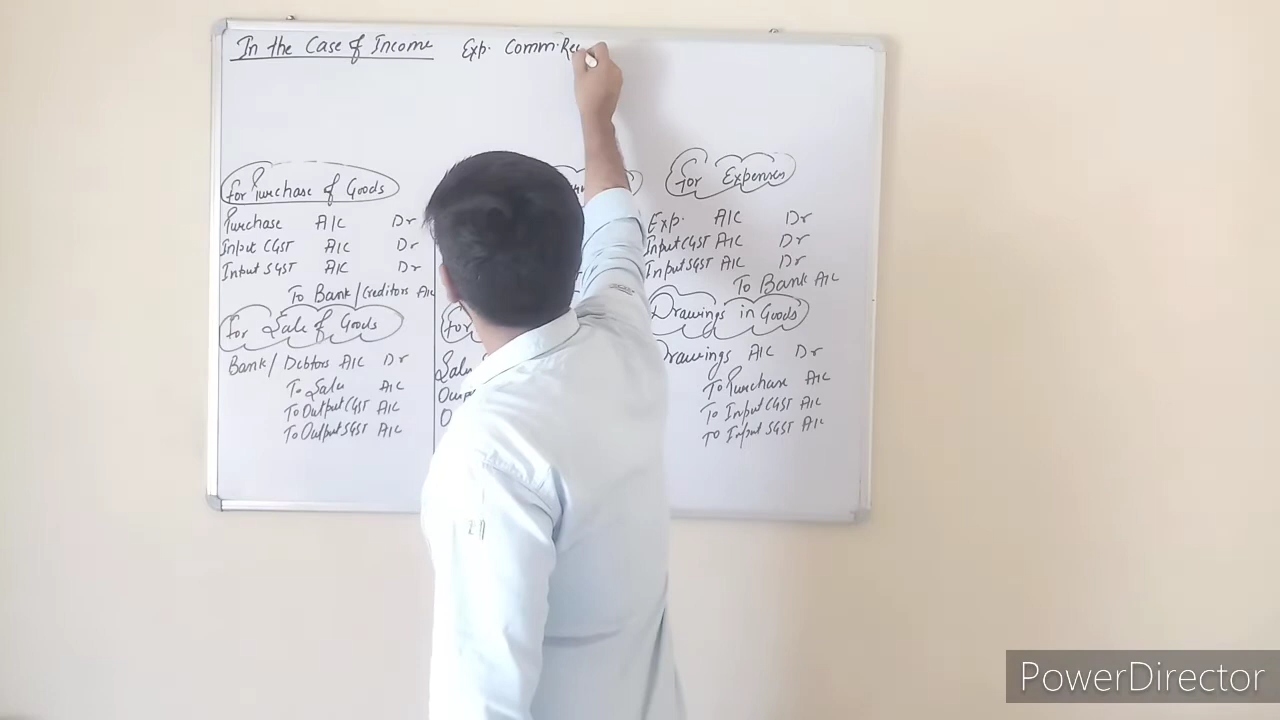 In the Case of Income Exp. Comm. Rec
for Purchase of Goods
Purchase A/C Dr
Input CGST A/C Dr
Input SGST A/C Dr
To Bank/Creditors A/C
for Sale of Goods
Bank/Debtors A/C Dr
To Sale A/C
To Output CGST A/C
To Output SGST A/C
for
Sale
for Expenses
Exp. A/C Dr
Input CGST A/C Dr
Input SGST A/C Dr
To Bank A/C
Drawings in Goods
Drawings A/C Dr
To Purchase A/C
To Input CGST A/C
To Input SGST A/C
PowerDirector